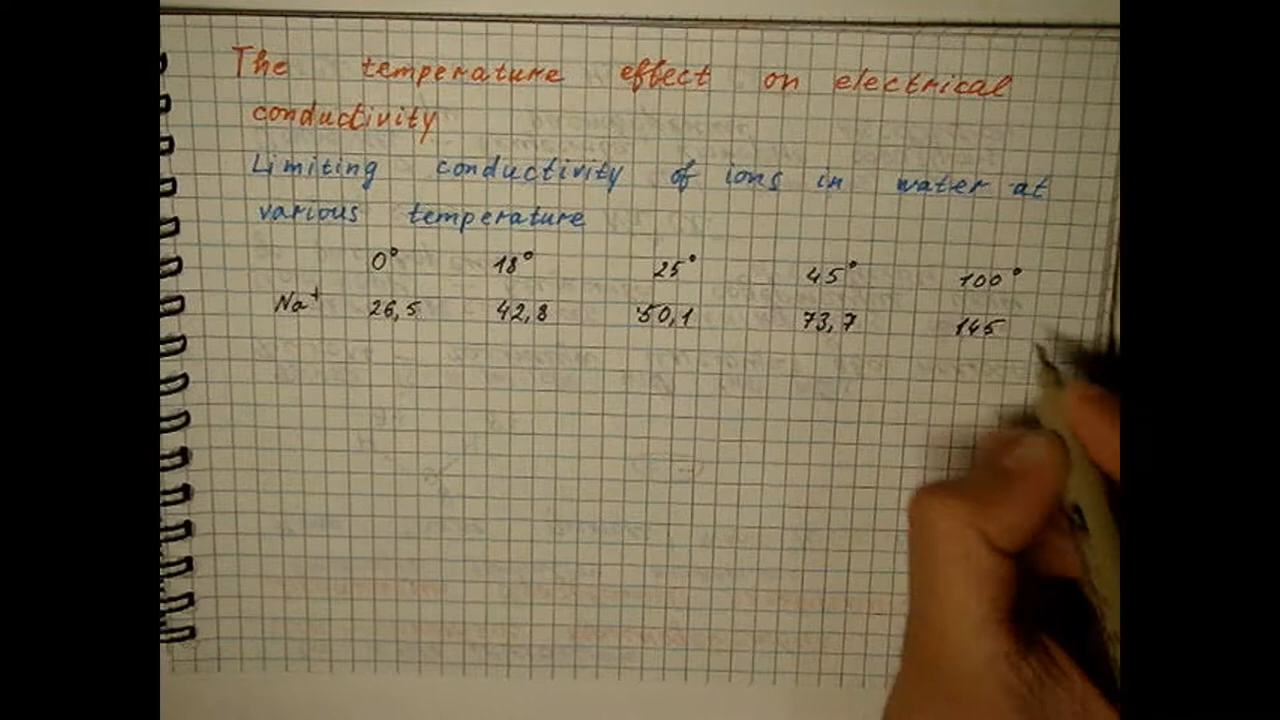 The temperature effect on electrical
conductivity
Limiting conductivity of ions in water at
various temperature
0° 18° 25° 45° 100°
Na⁺ 26,5 42,8 50,1 73,7 145